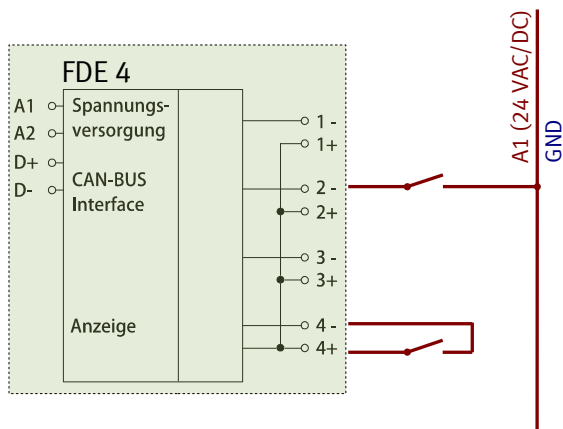 FDE 4
A1
A2
D+
D-
Spannungs-
versorgung
CAN-BUS
Interface
Anzeige
1 -
1+
2 -
2+
3 -
3+
4 -
4+
A1 (24 VAC/DC)
GND